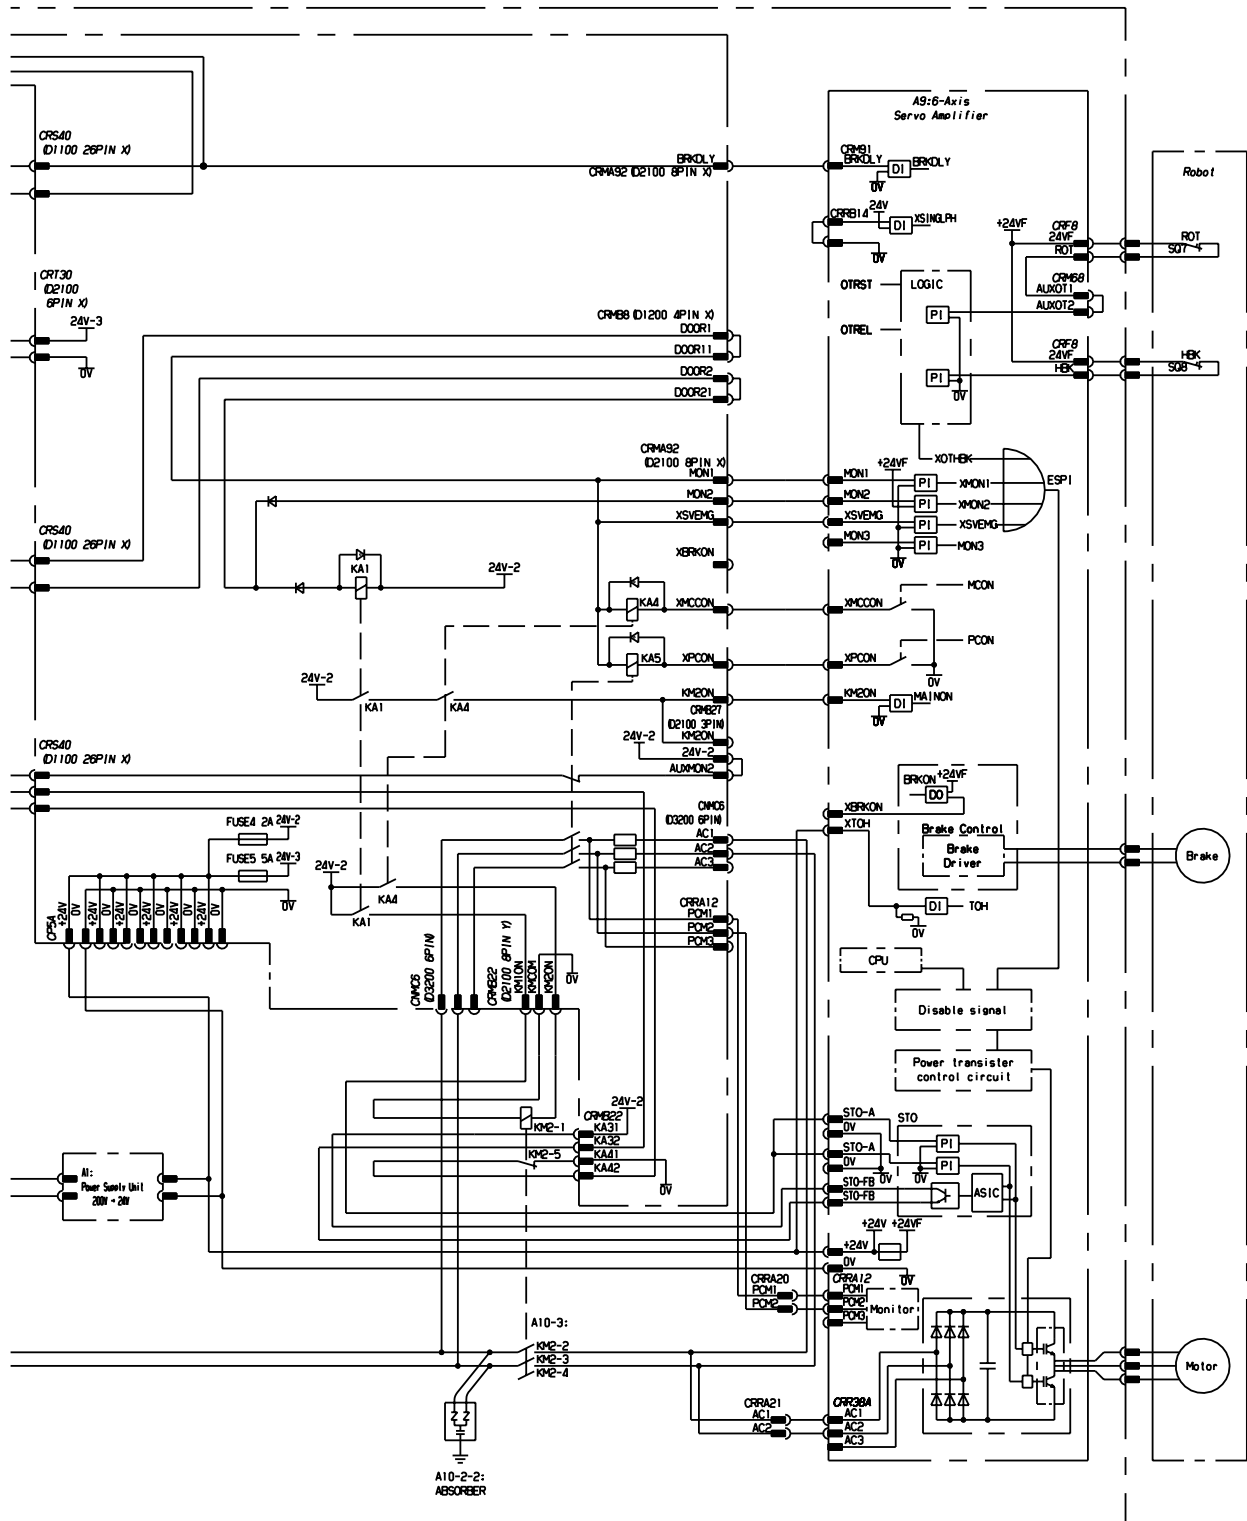 A9:6-Axis
Servo Amplifier
CRS40
(D1100 26PIN X)
BRKDLY
CRMA92 (D2100 8PIN X)
CRM91
BRKDLY
DI
BRKDLY
0V
Robot
CRRB14
24V
DI
XSINGLPH
0V
+24VF
CRF8
24VF
ROT
ROT
SQ7
CRT30
(D2100
6PIN X)
24V-3
0V
OTRST
LOGIC
CRM68
AUXOT1
AUXOT2
PI
CRMB8 (D1200 4PIN X)
DOOR1
DOOR11
DOOR2
DOOR21
OTREL
CRF8
24VF
HBK
HBK
SQ8
PI
0V
CRMA92
(D2100 8PIN X)
MON1
MON2
XSVEMG
XBRKON
MON1
MON2
XSVEMG
MON3
+24VF
PI
PI
PI
PI
0V
XOTHBK
XMON1
XMON2
XSVEMG
MON3
ESPI
CRS40
(D1100 26PIN X)
KA1
24V-2
KA4
XMCCON
XMCCON
MCON
KA5
XPCON
XPCON
PCON
0V
24V-2
KA1
KA4
KM2ON
KM2ON
DI
MAINON
0V
CRMB27
(D2100 3PIN)
KM2ON
24V-2
24V-2
AUXMON2
CRS40
(D1100 26PIN X)
BRKON
+24VF
DO
XBRKON
XTOH
Brake Control
Brake
Driver
Brake
CNMC6
(D3200 6PIN)
AC1
AC2
AC3
FUSE4 2A
24V-2
FUSE5 5A
24V-3
0V
24V-2
KA4
KA1
CP5A
+24V
0V
+24V
0V
+24V
0V
+24V
0V
+24V
0V
CRRA12
PCM1
PCM2
PCM3
DI
TOH
0V
CNMC6
(D3200 6PIN)
CRMB22
(D2100 8PIN Y)
KM1ON
KMCOM
KM2ON
0V
CPU
Disable signal
Power transister
control circuit
KM2-1
CRMB22
24V-2
KA31
KA32
KA41
KA42
KM2-5
0V
STO-A
0V
STO-A
0V
STO-FB
STO-FB
STO
PI
PI
0V
0V
ASIC
A1:
Power Supply Unit
200V → 24V
+24V
+24V
+24VF
0V
0V
CRRA20
PCM1
PCM2
CRRA12
PCM1
PCM2
PCM3
Monitor
A10-3:
KM2-2
KM2-3
KM2-4
Motor
Z
Z
CRRA21
AC1
AC2
CRR38A
AC1
AC2
AC3
A10-2-2:
ABSORBER